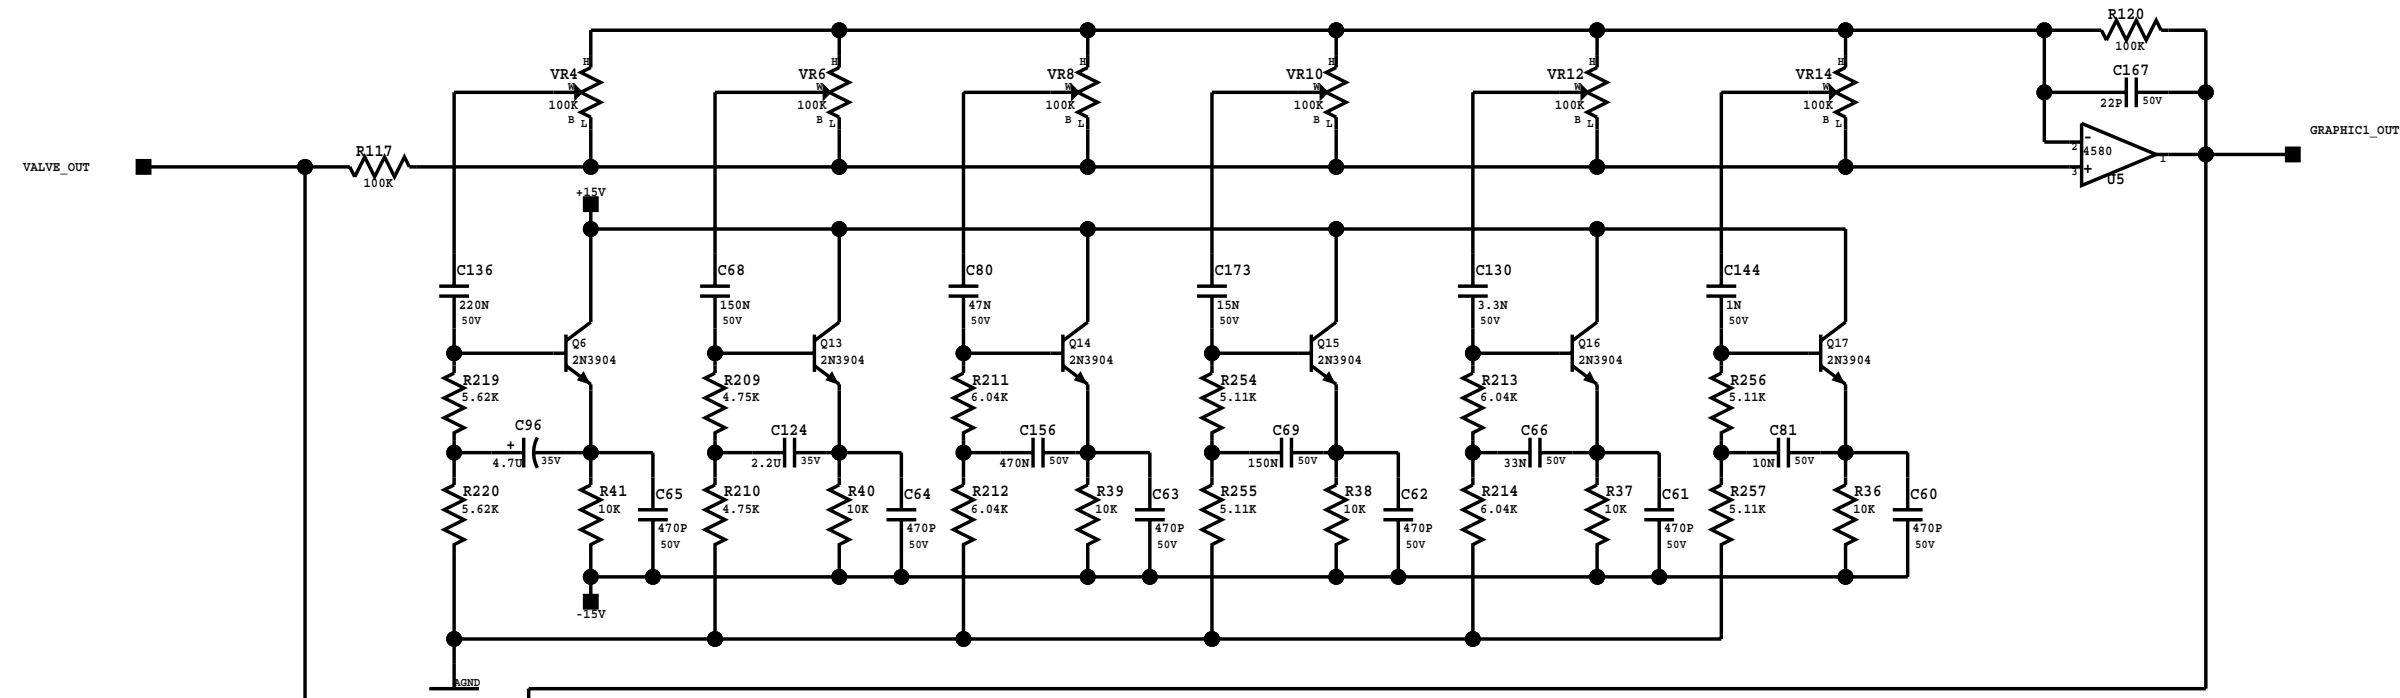 R120
100K
C167
22P 50V
VR4
100K
H
W
B L
VR6
100K
H
W
B L
VR8
100K
H
W
B L
VR10
100K
H
W
B L
VR12
100K
H
W
B L
VR14
100K
H
W
B L
GRAPHIC1_OUT
VALVE_OUT
R117
100K
2
-
4580
3
+
1
U5
+15V
C136
220N
50V
C68
150N
50V
C80
47N
50V
C173
15N
50V
C130
3.3N
50V
C144
1N
50V
Q6
2N3904
Q13
2N3904
Q14
2N3904
Q15
2N3904
Q16
2N3904
Q17
2N3904
R219
5.62K
R209
4.75K
R211
6.04K
R254
5.11K
R213
6.04K
R256
5.11K
C96
+
4.7U 35V
C124
2.2U 35V
C156
470N 50V
C69
150N 50V
C66
33N 50V
C81
10N 50V
R220
5.62K
R41
10K
C65
470P
50V
R210
4.75K
R40
10K
C64
470P
50V
R212
6.04K
R39
10K
C63
470P
50V
R255
5.11K
R38
10K
C62
470P
50V
R214
6.04K
R37
10K
C61
470P
50V
R257
5.11K
R36
10K
C60
470P
50V
-15V
AGND